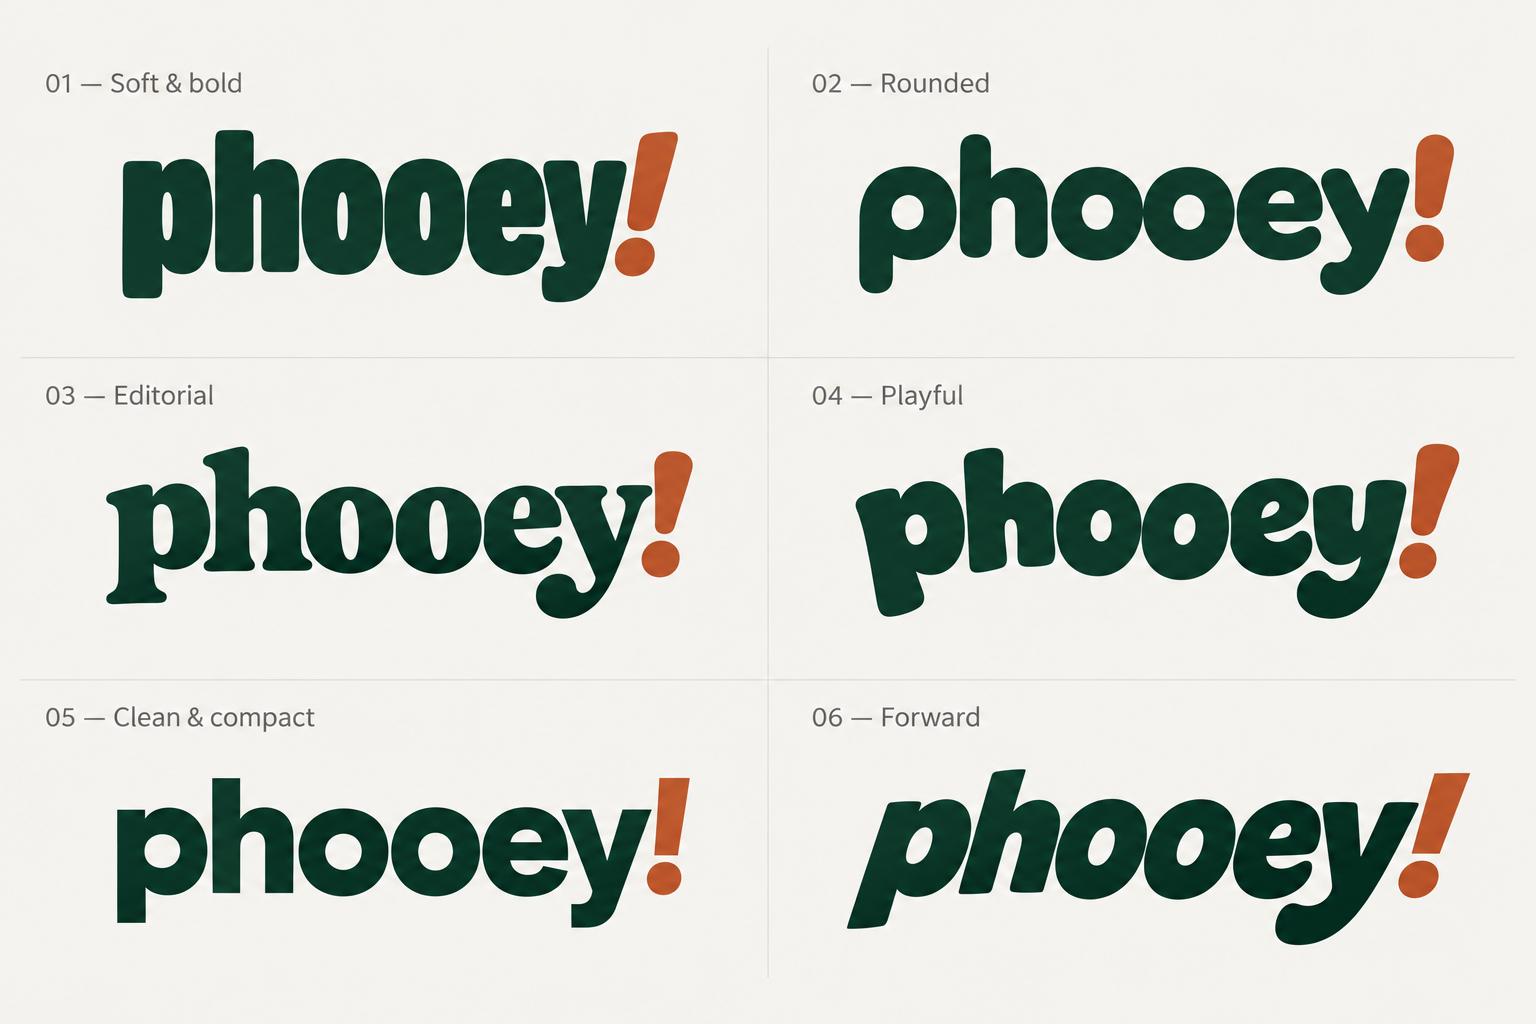 01 — Soft & bold
phooey!
02 — Rounded
phooey!
03 — Editorial
phooey!
04 — Playful
phooey!
05 — Clean & compact
phooey!
06 — Forward
phooey!